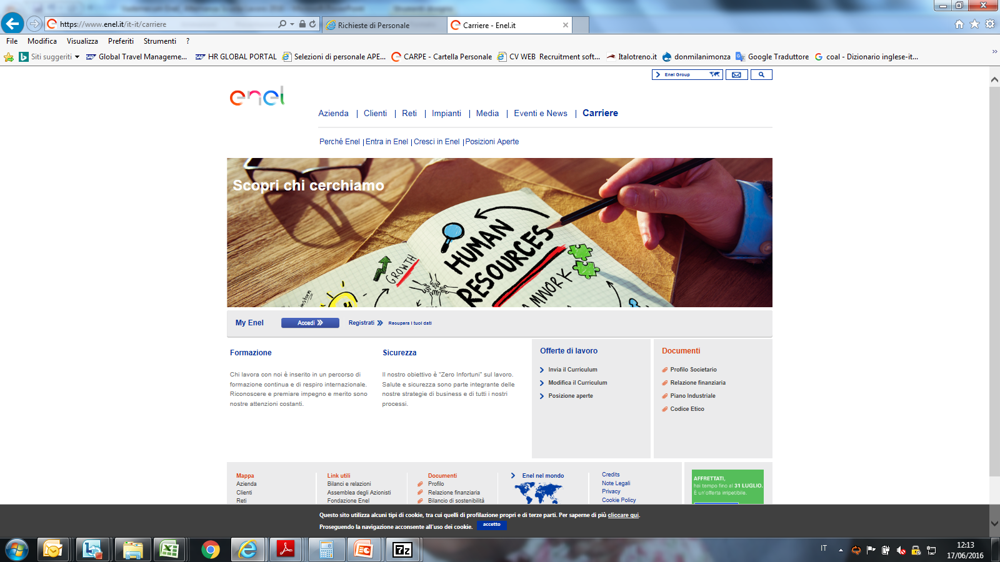 https://www.enel.it/it-it/carriere
Richieste di Personale
Carriere - Enel.it
File Modifica Visualizza Preferiti Strumenti ?
Siti suggeriti Global Travel Manageme... HR GLOBAL PORTAL Selezioni di personale APE... CARPE - Cartella Personale CV WEB Recruitment soft... Italotreno.it donmilanimonza Google Traduttore coal - Dizionario inglese-it...
Enel Group
enel
Azienda | Clienti | Reti | Impianti | Media | Eventi e News | Carriere
Perché Enel | Entra in Enel | Cresci in Enel | Posizioni Aperte
Scopri chi cerchiamo
HUMAN
RESOURCES
GROWTH
My Enel Accedi Registrati Recupera i tuoi dati
Formazione
Chi lavora con noi è inserito in un percorso di
formazione continua e di respiro internazionale.
Riconoscere e premiare impegno e merito sono
nostre attenzioni costanti.
Sicurezza
Il nostro obiettivo è "Zero Infortuni" sul lavoro.
Salute e sicurezza sono parte integrante delle
nostre strategie di business e di tutti i nostri
processi.
Offerte di lavoro
Invia il Curriculum
Modifica il Curriculum
Posizione aperte
Documenti
Profilo Societario
Relazione finanziaria
Piano Industriale
Codice Etico
Mappa
Azienda
Clienti
Reti
Link utili
Bilanci e relazioni
Assemblea degli Azionisti
Fondazione Enel
Documenti
Profilo
Relazione finanziaria
Bilancio di sostenibilità
Enel nel mondo
Credits
Note Legali
Privacy
Cookie Policy
AFFRETTATI,
hai tempo fino al 31 LUGLIO.
È un'offerta irripetibile.
Questo sito utilizza alcuni tipi di cookie, tra cui quelli di profilazione propri e di terze parti. Per saperne di più cliccare qui.
Proseguendo la navigazione acconsente all'uso dei cookie. accetto
7z
IT
12:13
17/06/2016